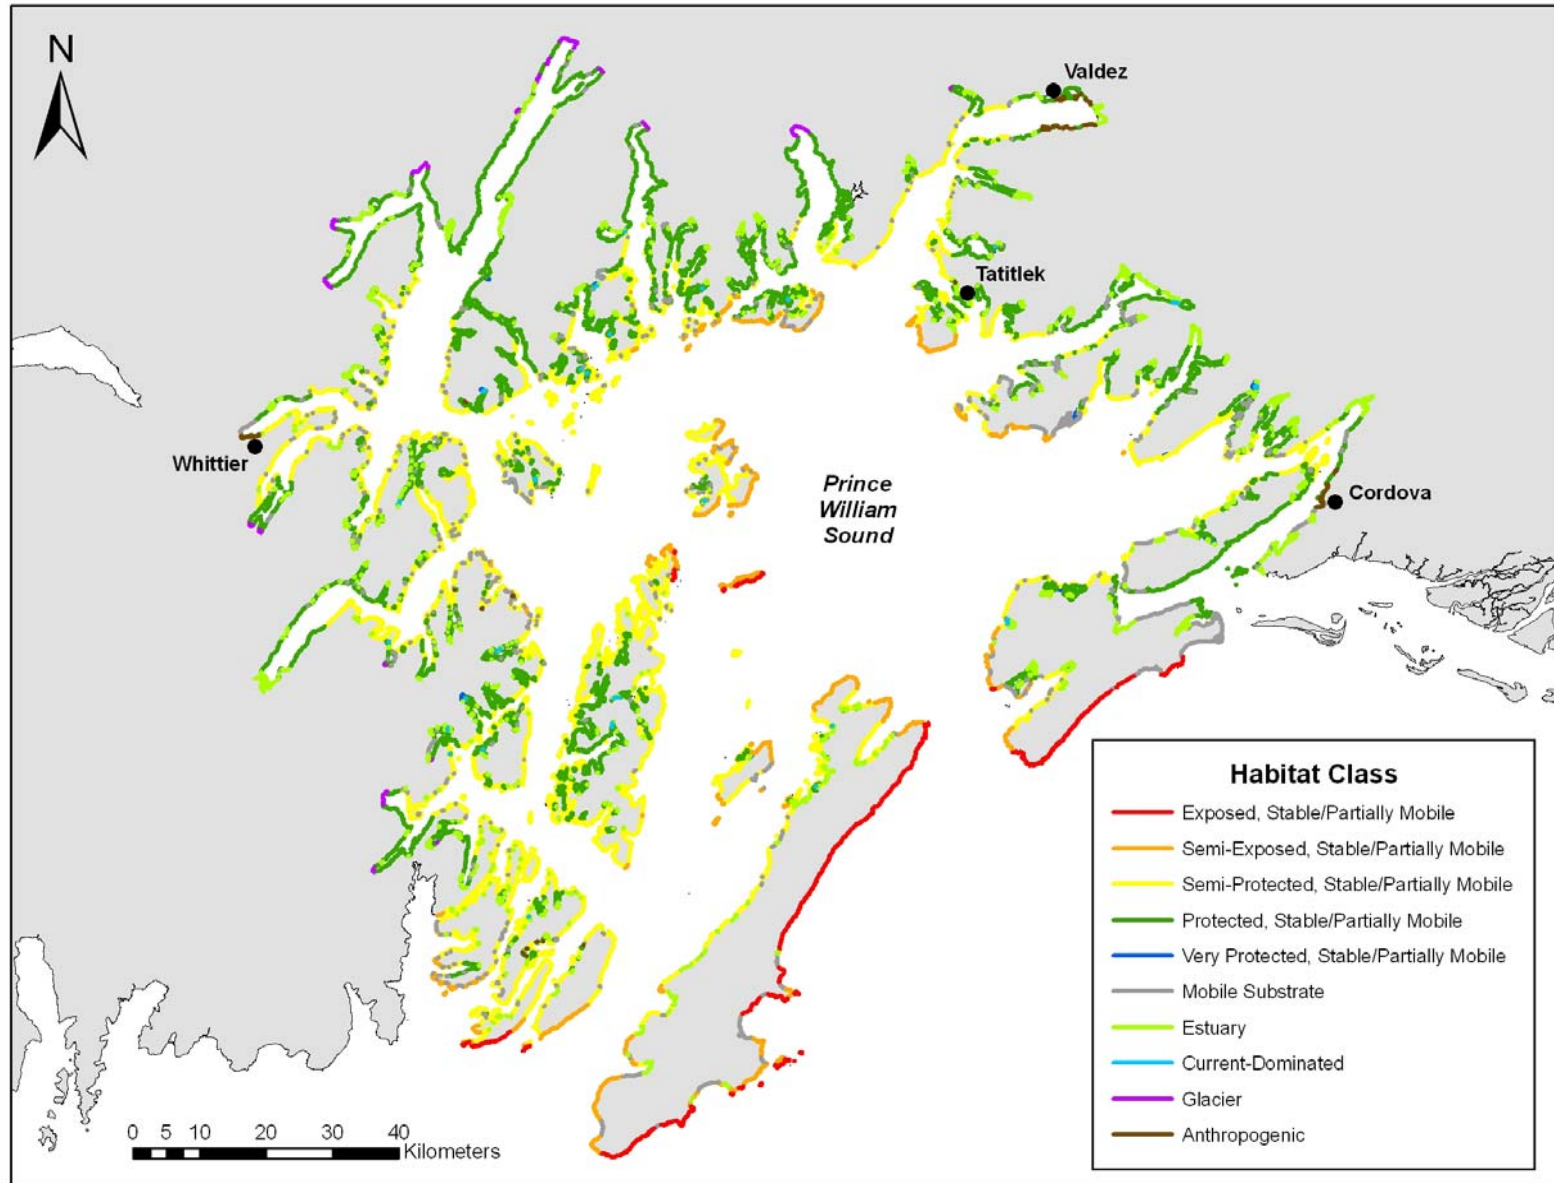 N
Valdez
Tatitlek
Whittier
Prince
William
Sound
Cordova
Habitat Class
Exposed, Stable/Partially Mobile
Semi-Exposed, Stable/Partially Mobile
Semi-Protected, Stable/Partially Mobile
Protected, Stable/Partially Mobile
Very Protected, Stable/Partially Mobile
Mobile Substrate
Estuary
Current-Dominated
Glacier
Anthropogenic
0 5 10 20 30 40
Kilometers